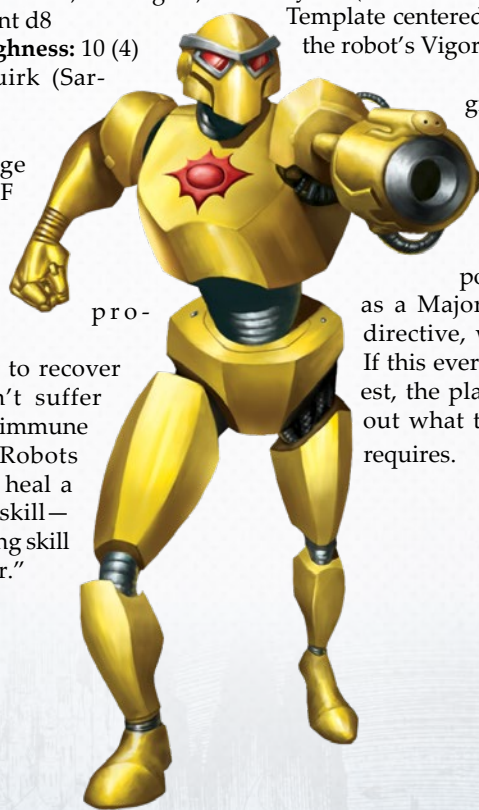 nt d8
ghness: 10 (4)
uirk (Sar-
ge
F
pro-
to recover
n't suffer
immune
Robots
heal a
skill—
ng skill
r.”
Template centered
the robot's Vigor
g
po
as a Major
directive, w
If this ever
est, the pla
out what t
requires.